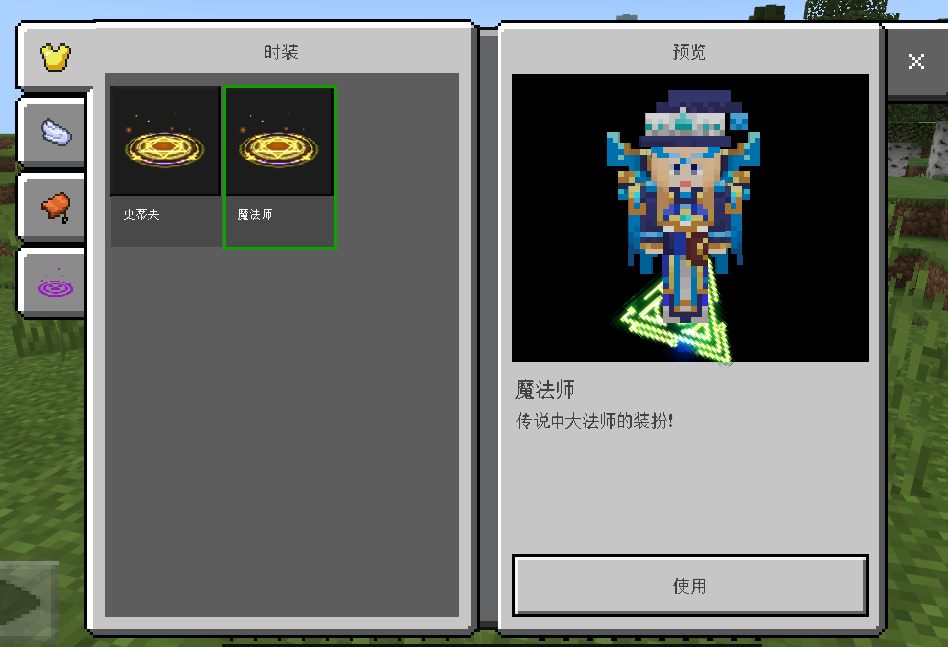 时装
预览
史蒂夫
魔法师
魔法师
传说中大法师的装扮!
使用